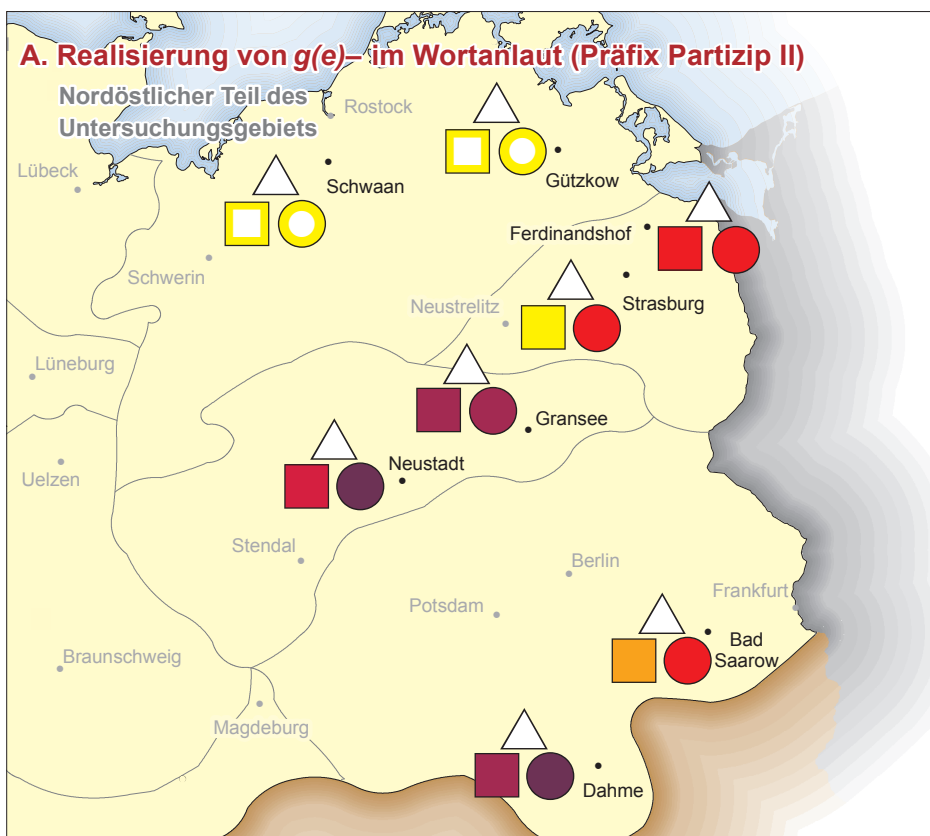 A. Realisierung von g(e)– im Wortanlaut (Präfix Partizip II)
Nordöstlicher Teil des
Untersuchungsgebiets
Rostock
Lübeck
Schwaan
Gützkow
Ferdinandshof
Schwerin
Strasburg
Neustrelitz
Lüneburg
Gransee
Neustadt
Uelzen
Stendal
Berlin
Potsdam
Frankfurt
Bad
Saarow
Braunschweig
Magdeburg
Dahme